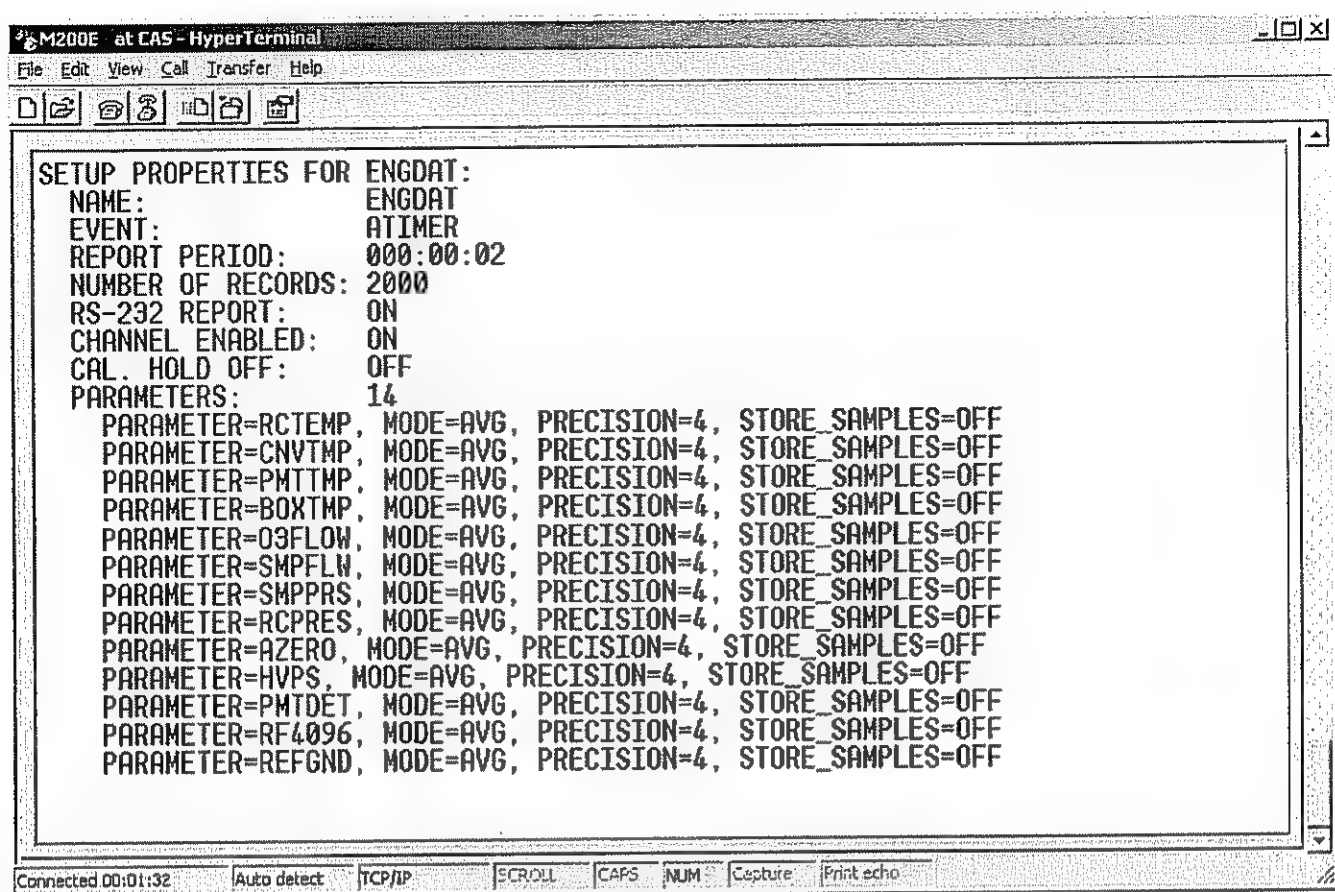 M200E at CAS - HyperTerminal
File Edit View Call Transfer Help
SETUP PROPERTIES FOR ENGDAT:
NAME: ENGDAT
EVENT: ATIMER
REPORT PERIOD: 000:00:02
NUMBER OF RECORDS: 2000
RS-232 REPORT: ON
CHANNEL ENABLED: ON
CAL. HOLD OFF: OFF
PARAMETERS: 14
PARAMETER=RCTEMP, MODE=AVG, PRECISION=4, STORE_SAMPLES=OFF
PARAMETER=CNVTMP, MODE=AVG, PRECISION=4, STORE_SAMPLES=OFF
PARAMETER=PMTTMP, MODE=AVG, PRECISION=4, STORE_SAMPLES=OFF
PARAMETER=BOXTMP, MODE=AVG, PRECISION=4, STORE_SAMPLES=OFF
PARAMETER=O3FLOW, MODE=AVG, PRECISION=4, STORE_SAMPLES=OFF
PARAMETER=SMPFLW, MODE=AVG, PRECISION=4, STORE_SAMPLES=OFF
PARAMETER=SMPPRS, MODE=AVG, PRECISION=4, STORE_SAMPLES=OFF
PARAMETER=RCPRES, MODE=AVG, PRECISION=4, STORE_SAMPLES=OFF
PARAMETER=AZERO, MODE=AVG, PRECISION=4, STORE_SAMPLES=OFF
PARAMETER=HVPS, MODE=AVG, PRECISION=4, STORE_SAMPLES=OFF
PARAMETER=PMTDET, MODE=AVG, PRECISION=4, STORE_SAMPLES=OFF
PARAMETER=RF4096, MODE=AVG, PRECISION=4, STORE_SAMPLES=OFF
PARAMETER=REFGND, MODE=AVG, PRECISION=4, STORE_SAMPLES=OFF
Connected 00:01:32 Auto detect TCP/IP SCROLL CAPS NUM Capture Print echo